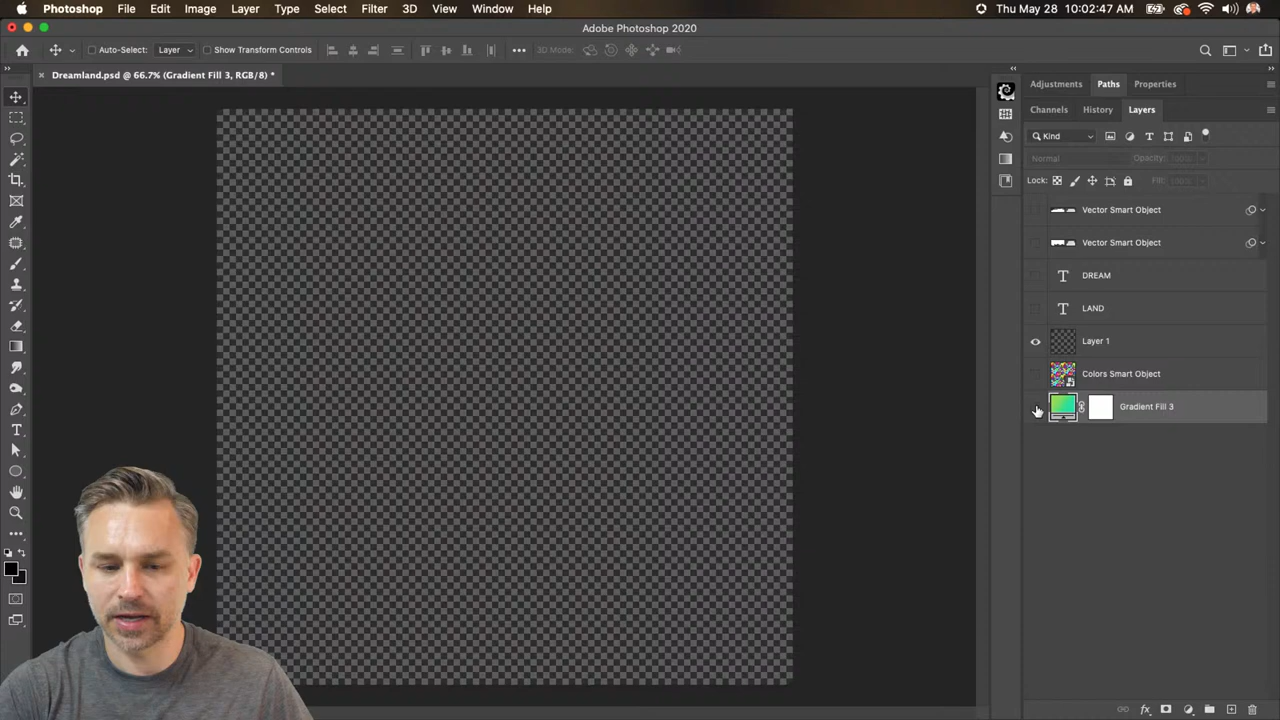 Photoshop File Edit Image Layer Type Select Filter 3D View Window Help Thu May 28 10:02:47 AM
Adobe Photoshop 2020
Auto-Select: Layer Show Transform Controls 3D Mode:
Dreamland.psd @ 66.7% (Gradient Fill 3, RGB/8) *
Adjustments Paths Properties
Channels History Layers
Kind
Normal Opacity: 100%
Lock: Fill: 100%
Vector Smart Object
Vector Smart Object
T DREAM
T LAND
Layer 1
Colors Smart Object
Gradient Fill 3
fx